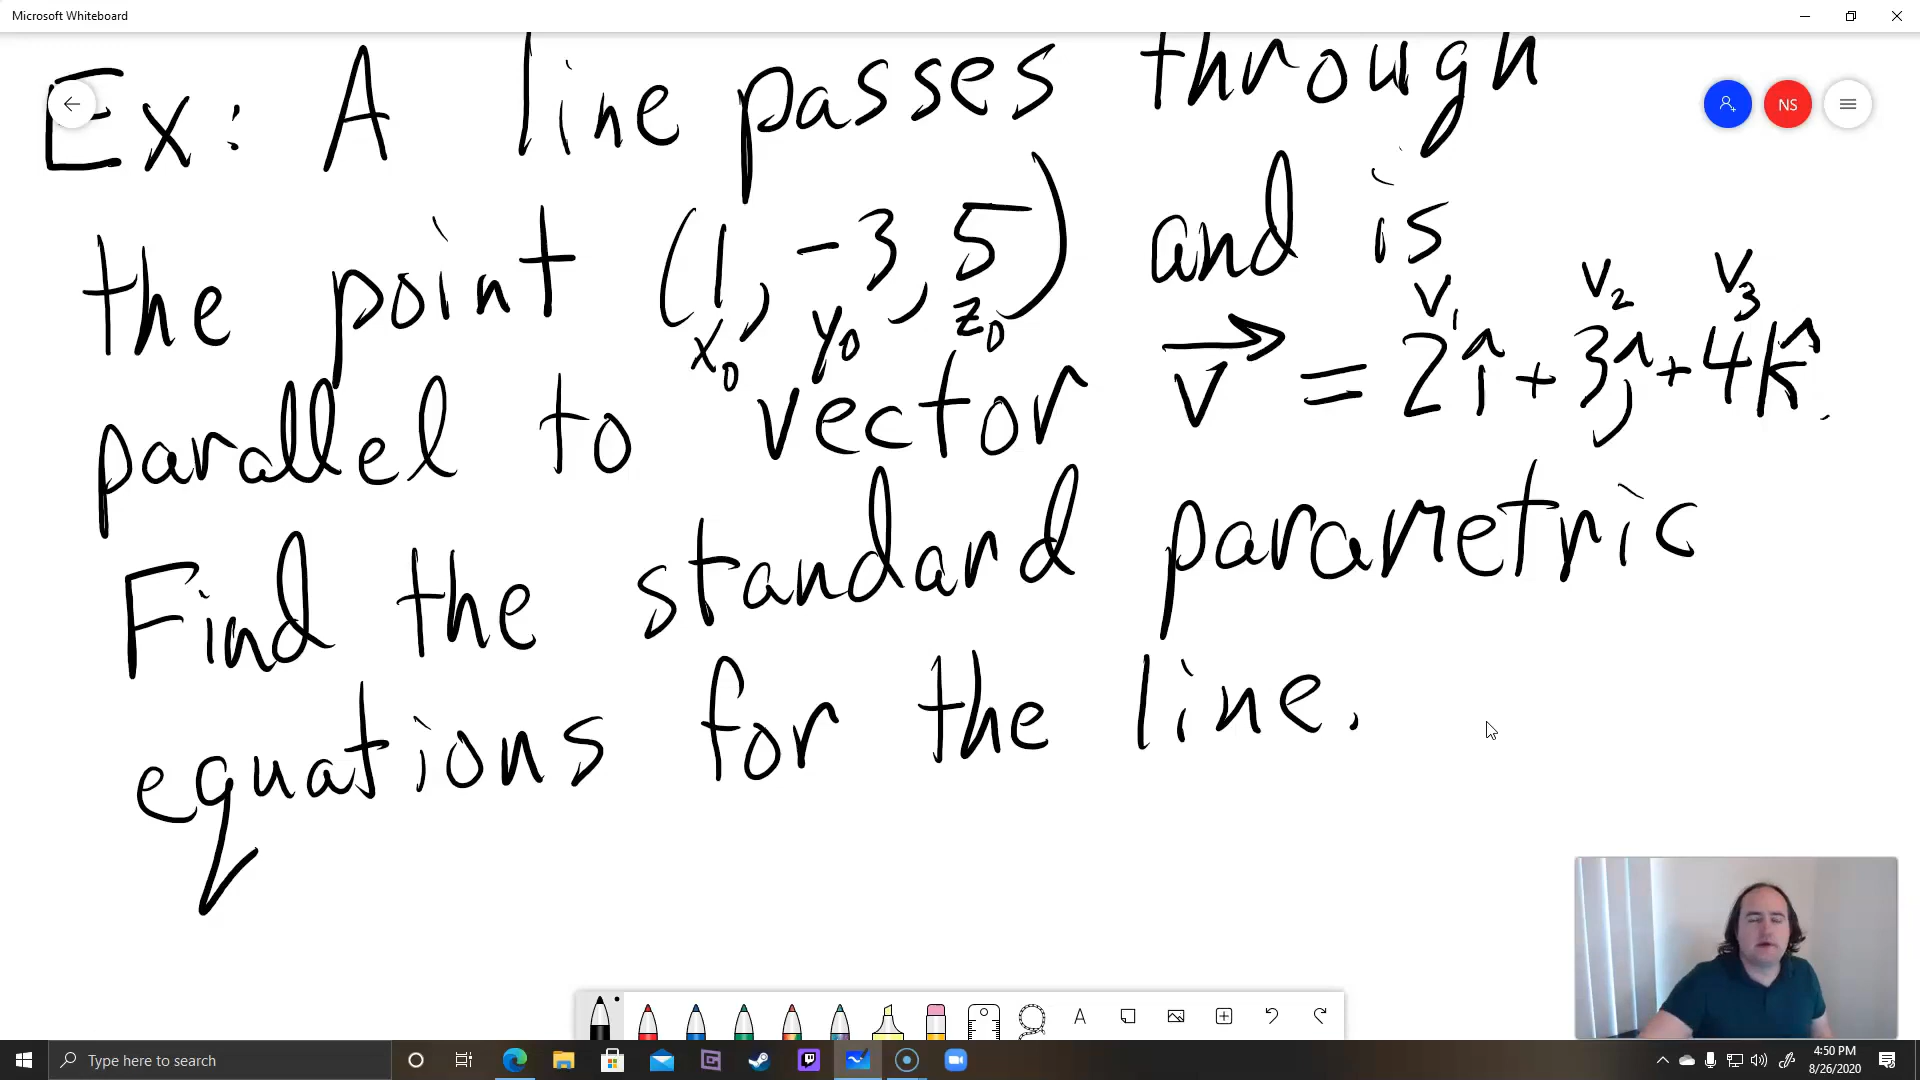 Microsoft Whiteboard
Ex: A line passes through
NS
the point (1, -3, 5) and is
x₀ y₀ z₀
v₁ v₂ v₃
parallel to vector v⃗ = 2î + 3ĵ + 4k̂.
Find the standard parametric
equations for the line.
A
Type here to search
4:50 PM
8/26/2020